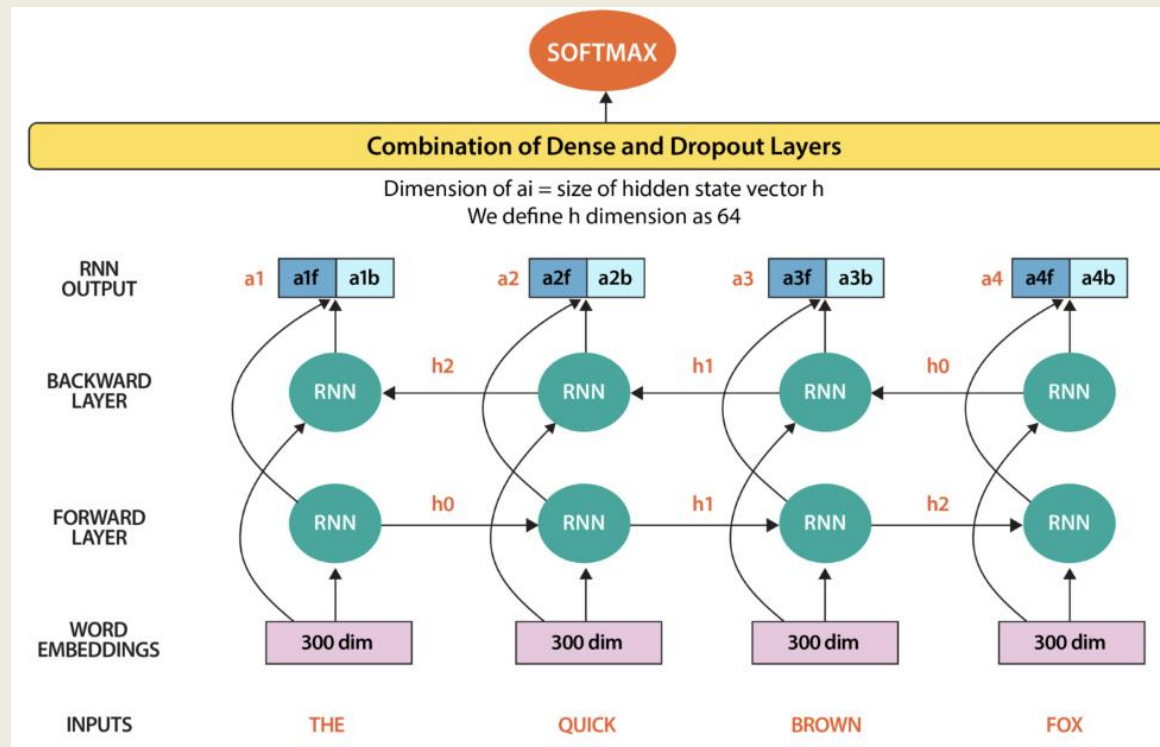 SOFTMAX
Combination of Dense and Dropout Layers
Dimension of ai = size of hidden state vector h
We define h dimension as 64
RNN
OUTPUT
a1 a1f a1b a2 a2f a2b a3 a3f a3b a4 a4f a4b
BACKWARD
LAYER
RNN h2 RNN h1 RNN h0 RNN
FORWARD
LAYER
RNN h0 RNN h1 RNN h2 RNN
WORD
EMBEDDINGS
300 dim 300 dim 300 dim 300 dim
INPUTS THE QUICK BROWN FOX